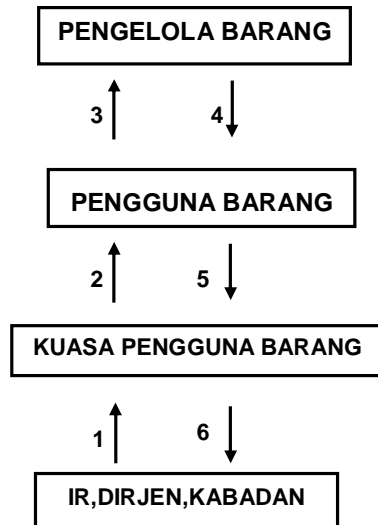 PENGELOLA BARANG
3 4
PENGGUNA BARANG
2 5
KUASA PENGGUNA BARANG
1 6
IR,DIRJEN,KABADAN